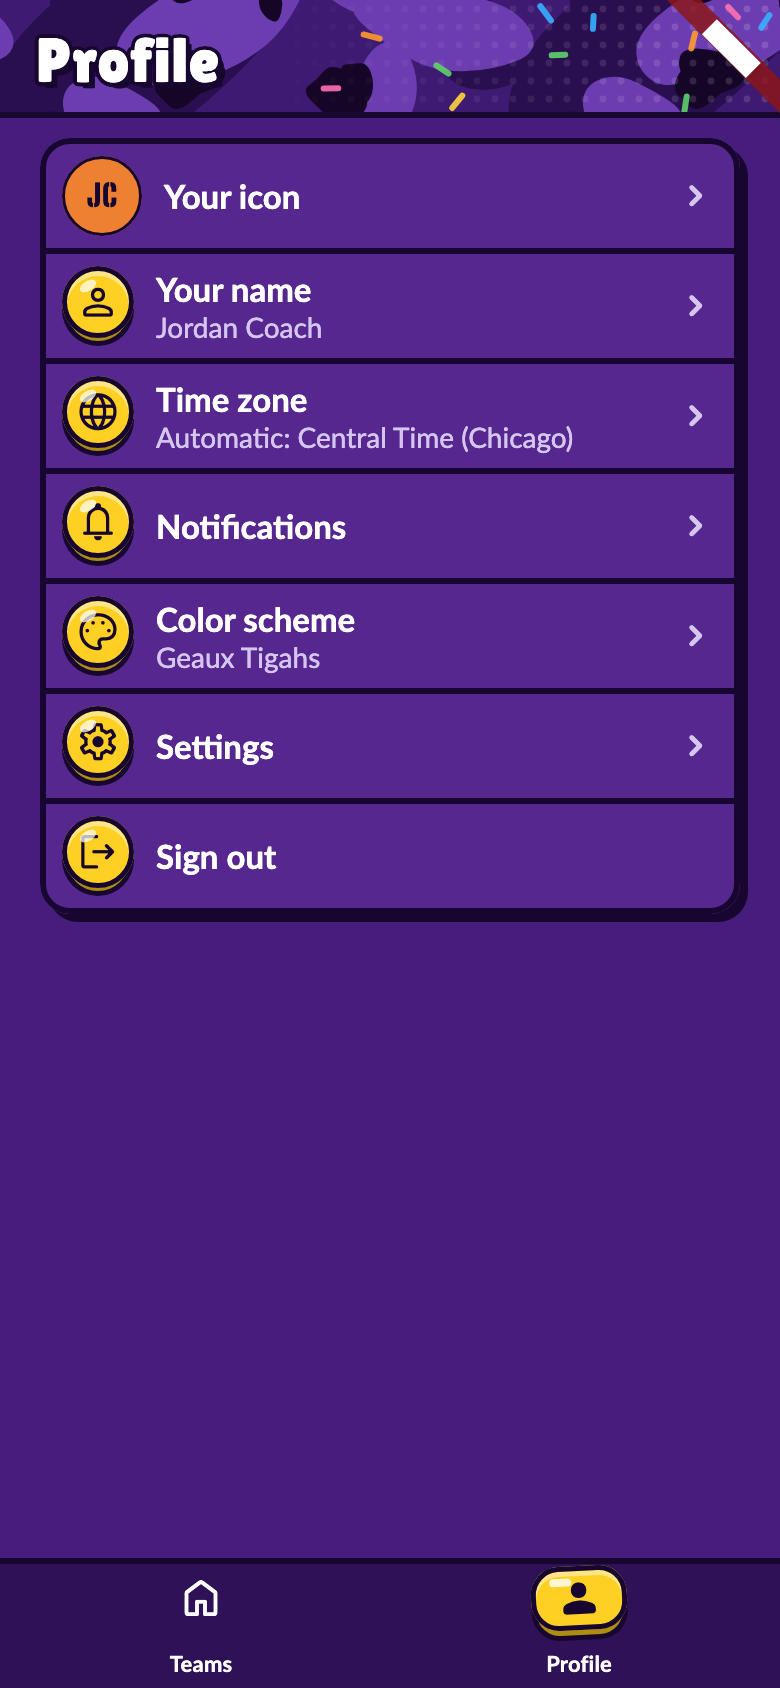 Profile
JC
Your icon
Your name
Jordan Coach
Time zone
Automatic: Central Time (Chicago)
Notifications
Color scheme
Geaux Tigahs
Settings
Sign out
Teams
Profile